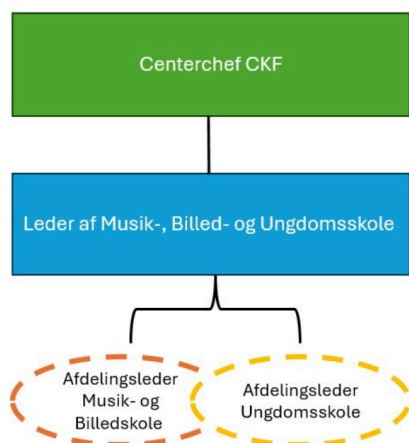 Centerchef CKF
Leder af Musik-, Billed- og Ungdomsskole
Afdelingsleder
Musik- og
Billedskole
Afdelingsleder
Ungdomsskole